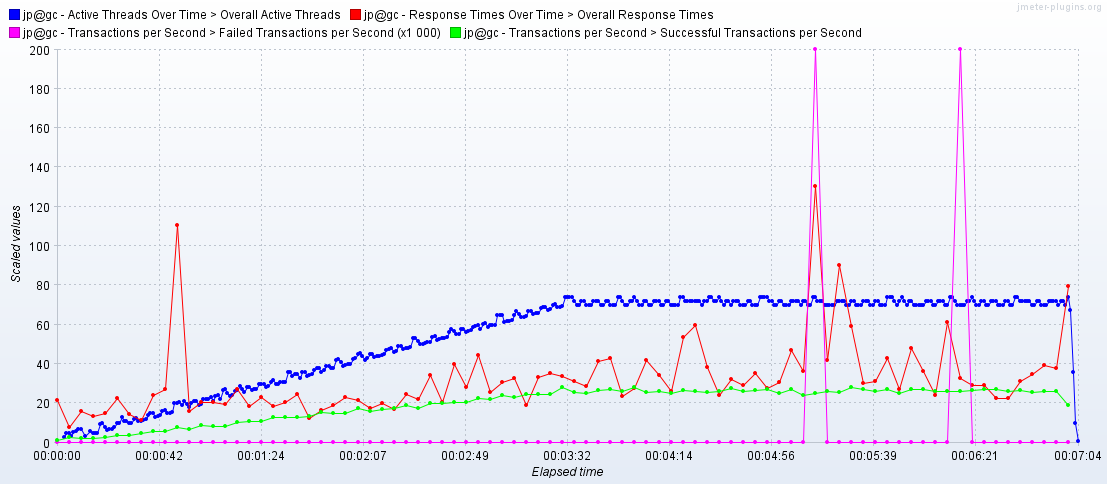 jmeter-plugins.org
jp@gc - Active Threads Over Time > Overall Active Threads jp@gc - Response Times Over Time > Overall Response Times
jp@gc - Transactions per Second > Failed Transactions per Second (x1 000) jp@gc - Transactions per Second > Successful Transactions per Second
200
180
160
140
120
100
80
60
40
20
0
Scaled values
00:00:00 00:00:42 00:01:24 00:02:07 00:02:49 00:03:32 00:04:14 00:04:56 00:05:39 00:06:21 00:07:04
Elapsed time